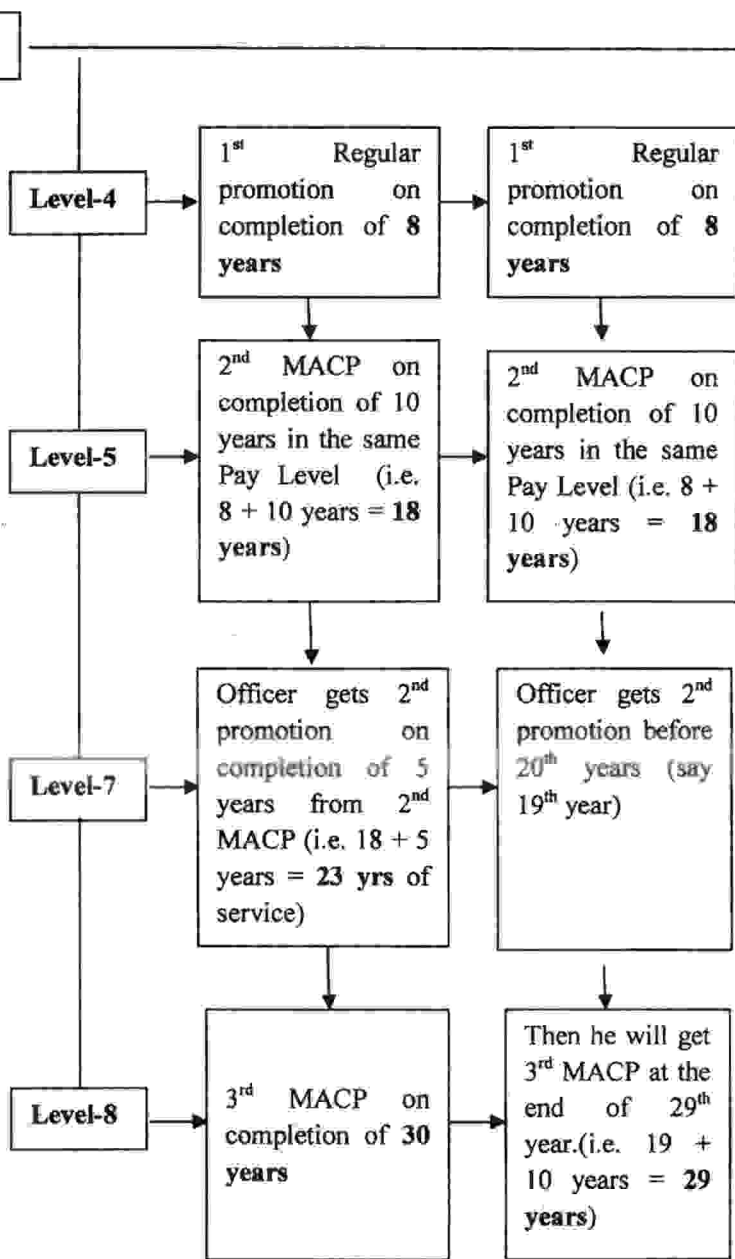 Level-4
1st Regular
promotion on
completion of 8
years
1st Regular
promotion on
completion of 8
years
Level-5
2nd MACP on
completion of 10
years in the same
Pay Level (i.e.
8 + 10 years = 18
years)
2nd MACP on
completion of 10
years in the same
Pay Level (i.e. 8 +
10 years = 18
years)
Level-7
Officer gets 2nd
promotion on
completion of 5
years from 2nd
MACP (i.e. 18 + 5
years = 23 yrs of
service)
Officer gets 2nd
promotion before
20th years (say
19th year)
Level-8
3rd MACP on
completion of 30
years
Then he will get
3rd MACP at the
end of 29th
year.(i.e. 19 +
10 years = 29
years)